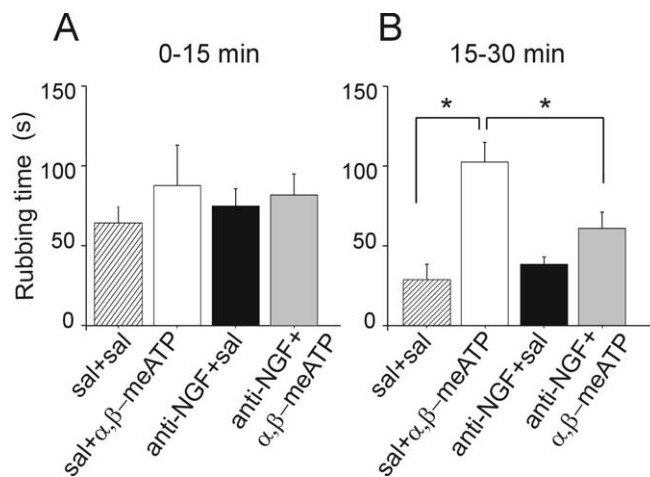 A
B
0-15 min
15-30 min
Rubbing time (s)
150
100
50
0
sal+sal
sal+α,β−meATP
anti-NGF+sal
anti-NGF+
α,β−meATP
150
100
50
0
*
*
sal+sal
sal+α,β−meATP
anti-NGF+sal
anti-NGF+
α,β−meATP